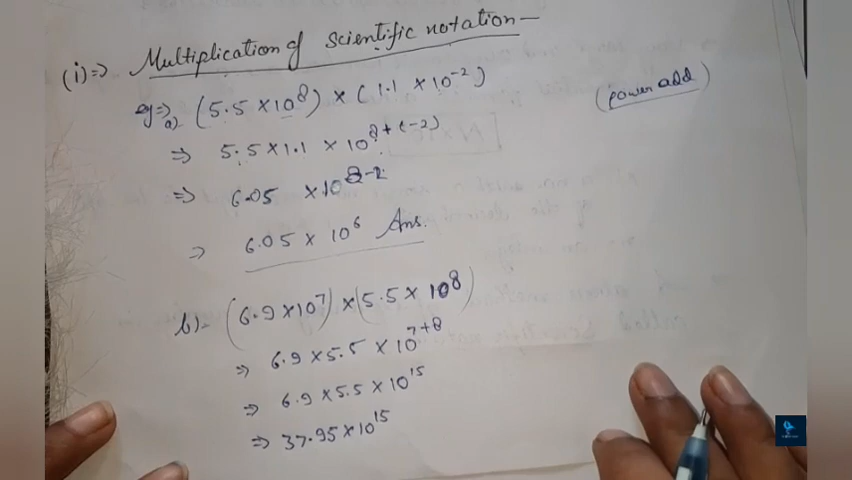 (i)⇒ Multiplication of Scientific notation—
eg⇒ a) (5.5 × 10⁸) × (1.1 × 10⁻²) (power add)
⇒ 5.5 × 1.1 × 10⁸⁺⁽⁻²⁾
⇒ 6.05 × 10⁸⁻²
⇒ 6.05 × 10⁶ Ans.
b)- (6.9 × 10⁷) × (5.5 × 10⁸)
⇒ 6.9 × 5.5 × 10⁷⁺⁸
⇒ 6.9 × 5.5 × 10¹⁵
⇒ 37.95 × 10¹⁵